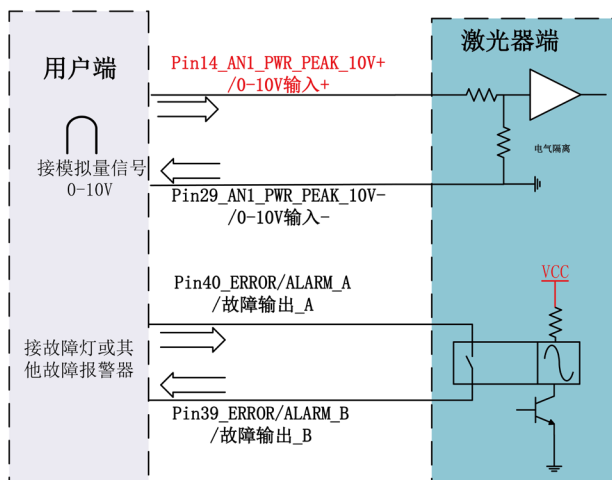 用户端
激光器端
Pin14_AN1_PWR_PEAK_10V+
/0-10V输入+
接模拟量信号
0-10V
电气隔离
Pin29_AN1_PWR_PEAK_10V-
/0-10V输入-
Pin40_ERROR/ALARM_A
/故障输出_A
VCC
接故障灯或其
他故障报警器
Pin39_ERROR/ALARM_B
/故障输出_B